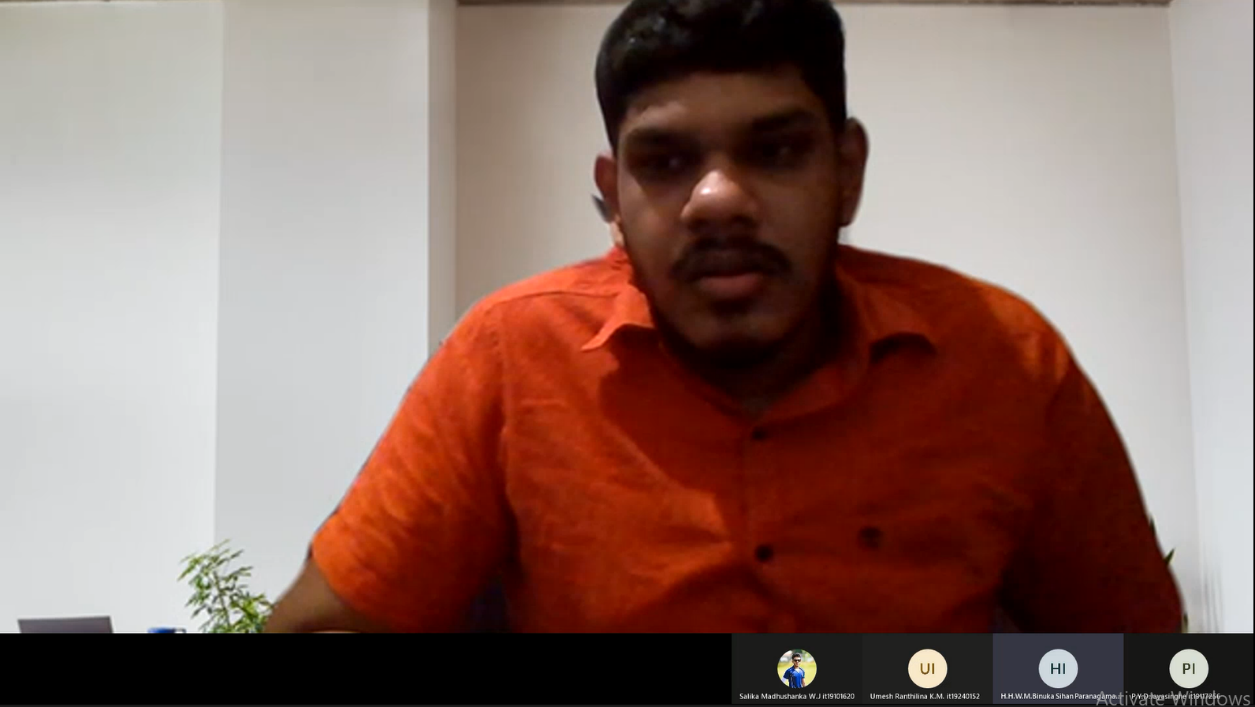 UI
HI
PI
Salika Madhushanka W.J it19101620
Umesh Ranthilina K.M. it19240152
H.H.W.M.Binuka Sihan Paranagama...
Activate Windows